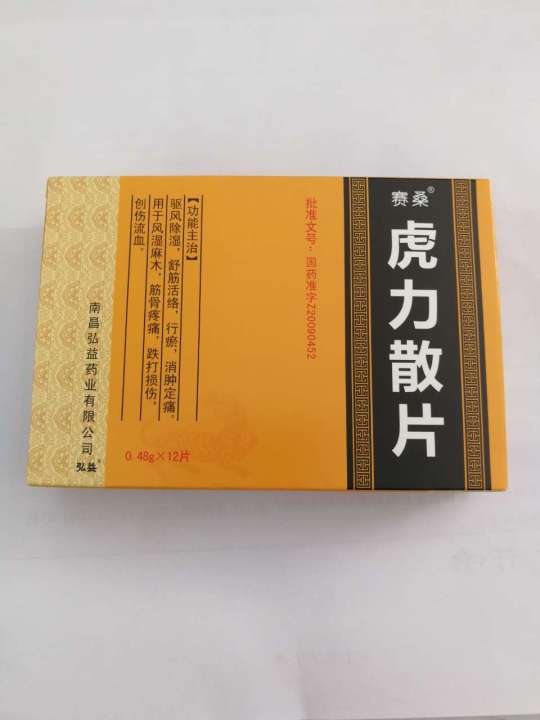 赛桑®
虎力散片
批准文号：国药准字Z20090452
【功能主治】
驱风除湿，舒筋活络，行瘀，消肿定痛。
用于风湿麻木，筋骨疼痛，跌打损伤，
创伤流血。
0.48g×12片
南昌弘益药业有限公司
弘益®